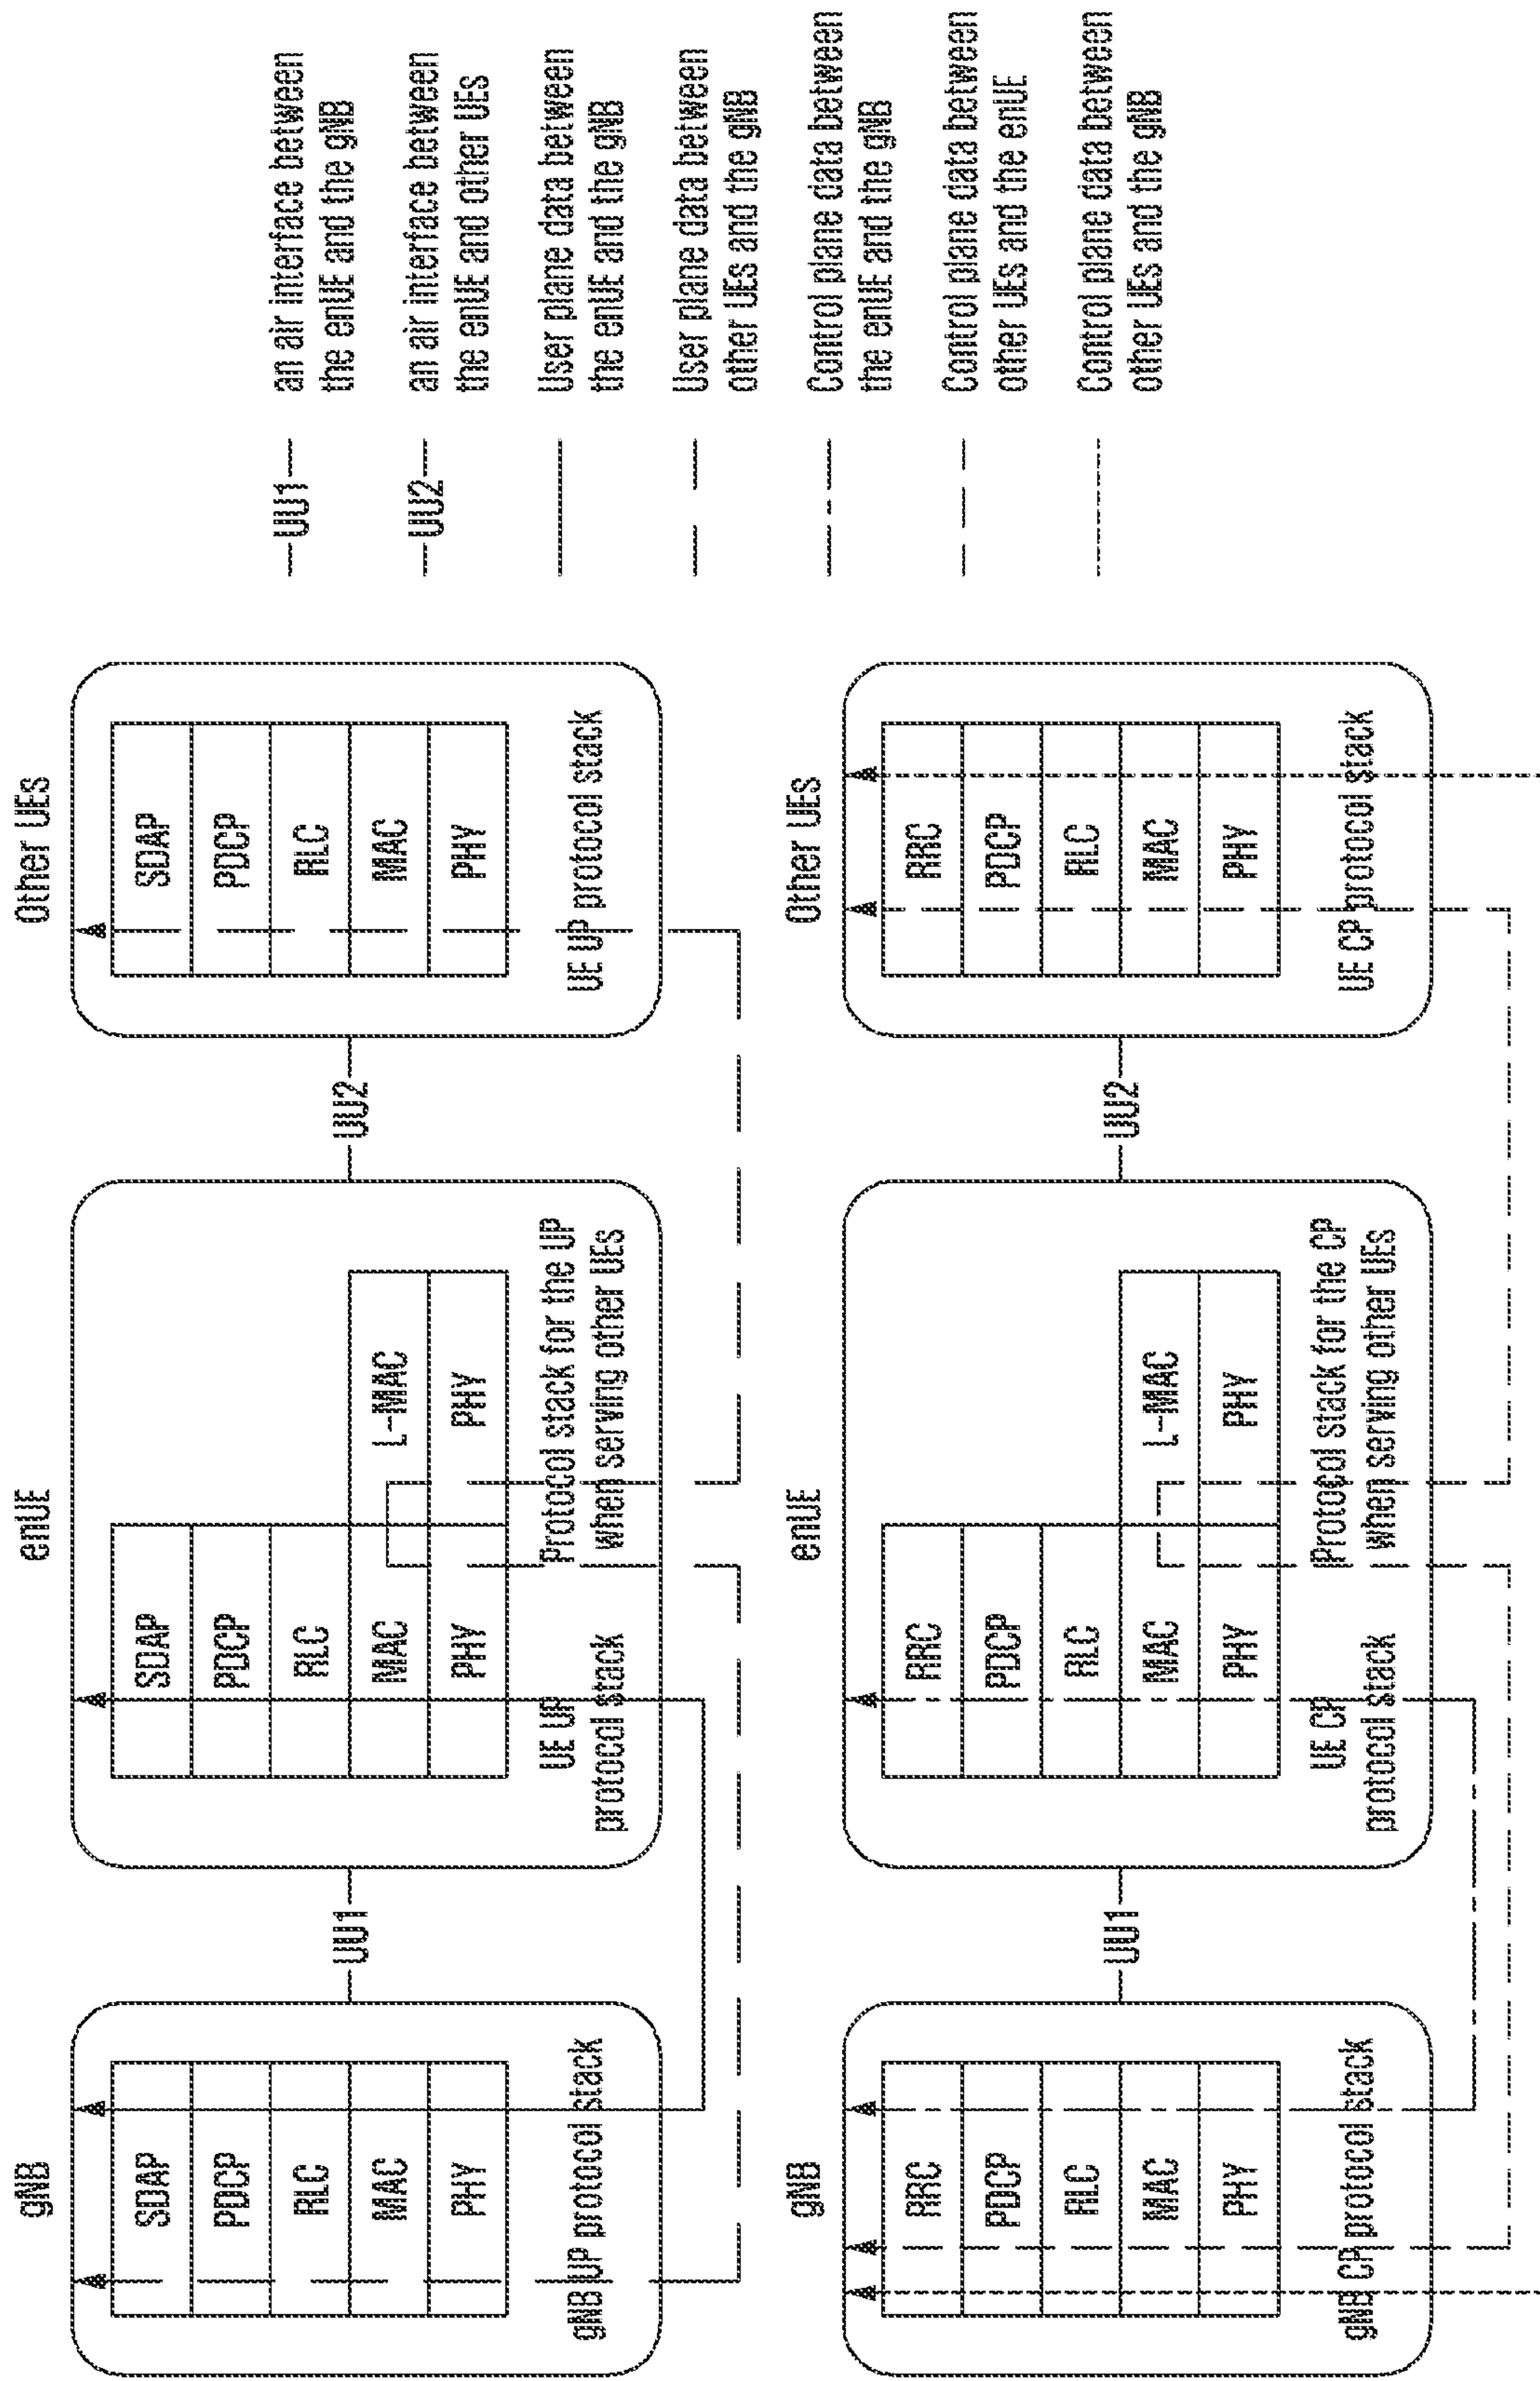 gNB
SDAP
PDCP
RLC
MAC
PHY
gNB UP protocol stack
UU1
enUE
SDAP
PDCP
RLC
MAC
PHY
L-MAC
PHY
UE UP
protocol stack
Protocol stack for the UP
when serving other UEs
UU2
Other UEs
SDAP
PDCP
RLC
MAC
PHY
UE UP protocol stack
gNB
RRC
PDCP
RLC
MAC
PHY
gNB CP protocol stack
UU1
enUE
RRC
PDCP
RLC
MAC
PHY
L-MAC
PHY
UE CP
protocol stack
Protocol stack for the CP
when serving other UEs
UU2
Other UEs
RRC
PDCP
RLC
MAC
PHY
UE CP protocol stack
UU1
an air interface between
the enUE and the gNB
UU2
an air interface between
the enUE and other UEs
User plane data between
the enUE and the gNB
User plane data between
other UEs and the gNB
Control plane data between
the enUE and the gNB
Control plane data between
other UEs and the enUE
Control plane data between
other UEs and the gNB